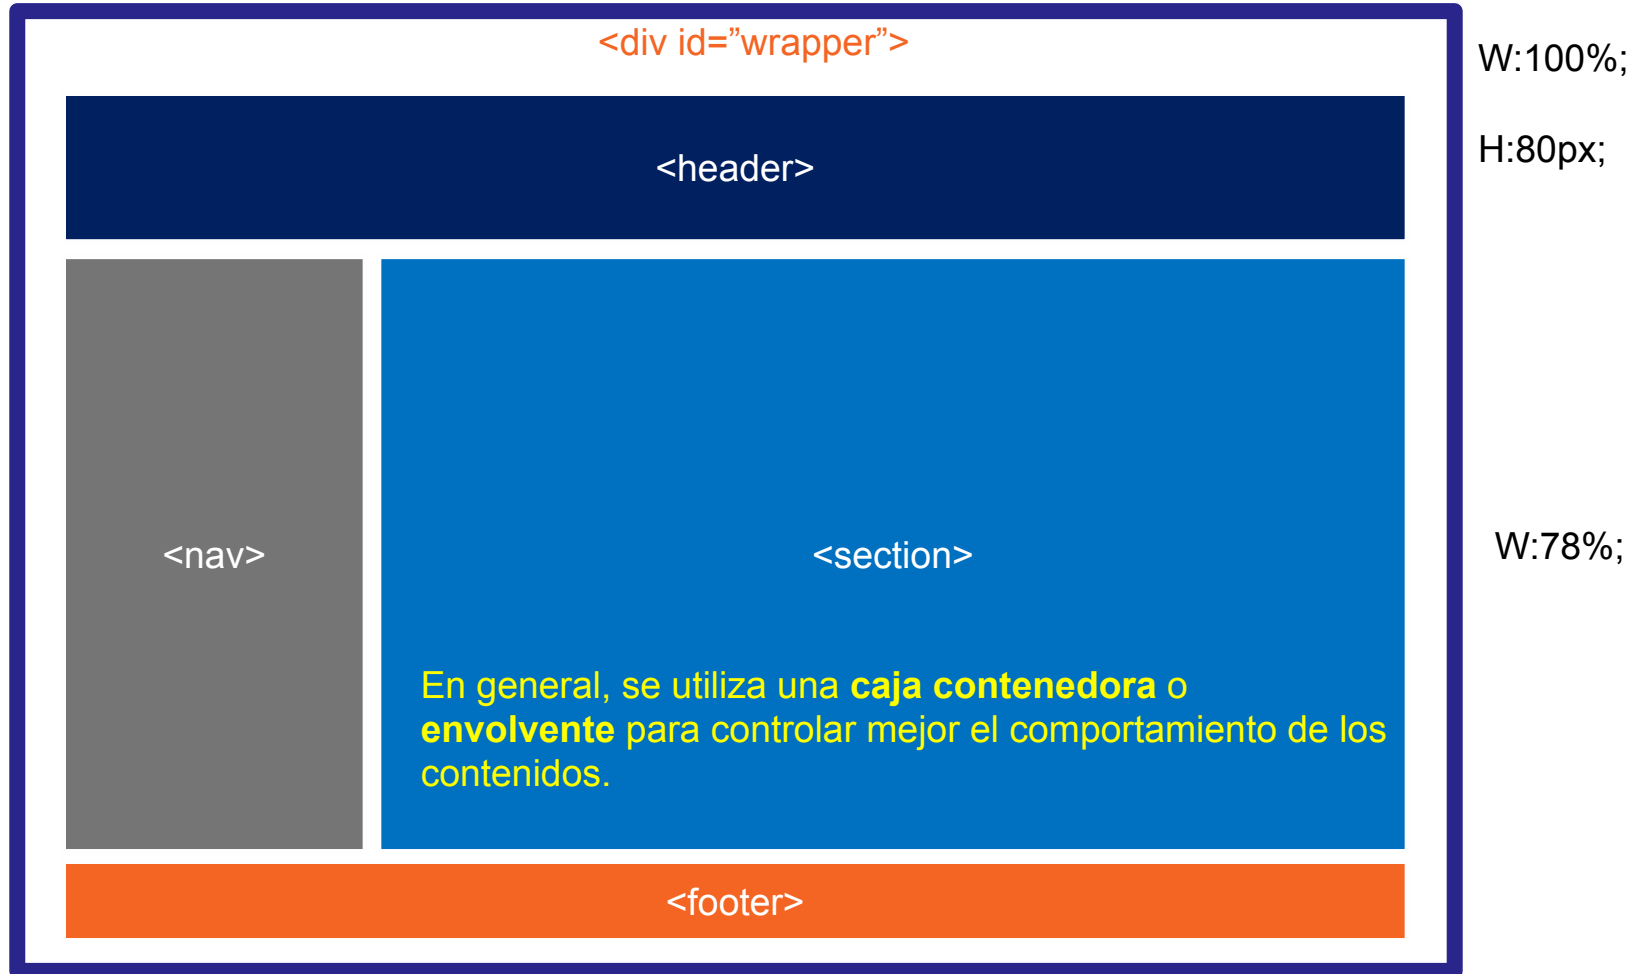 <div id=”wrapper”>
W:100%;
H:80px;
<header>
<nav>
<section>
W:78%;
En general, se utiliza una caja contenedora o
envolvente para controlar mejor el comportamiento de los
contenidos.
<footer>